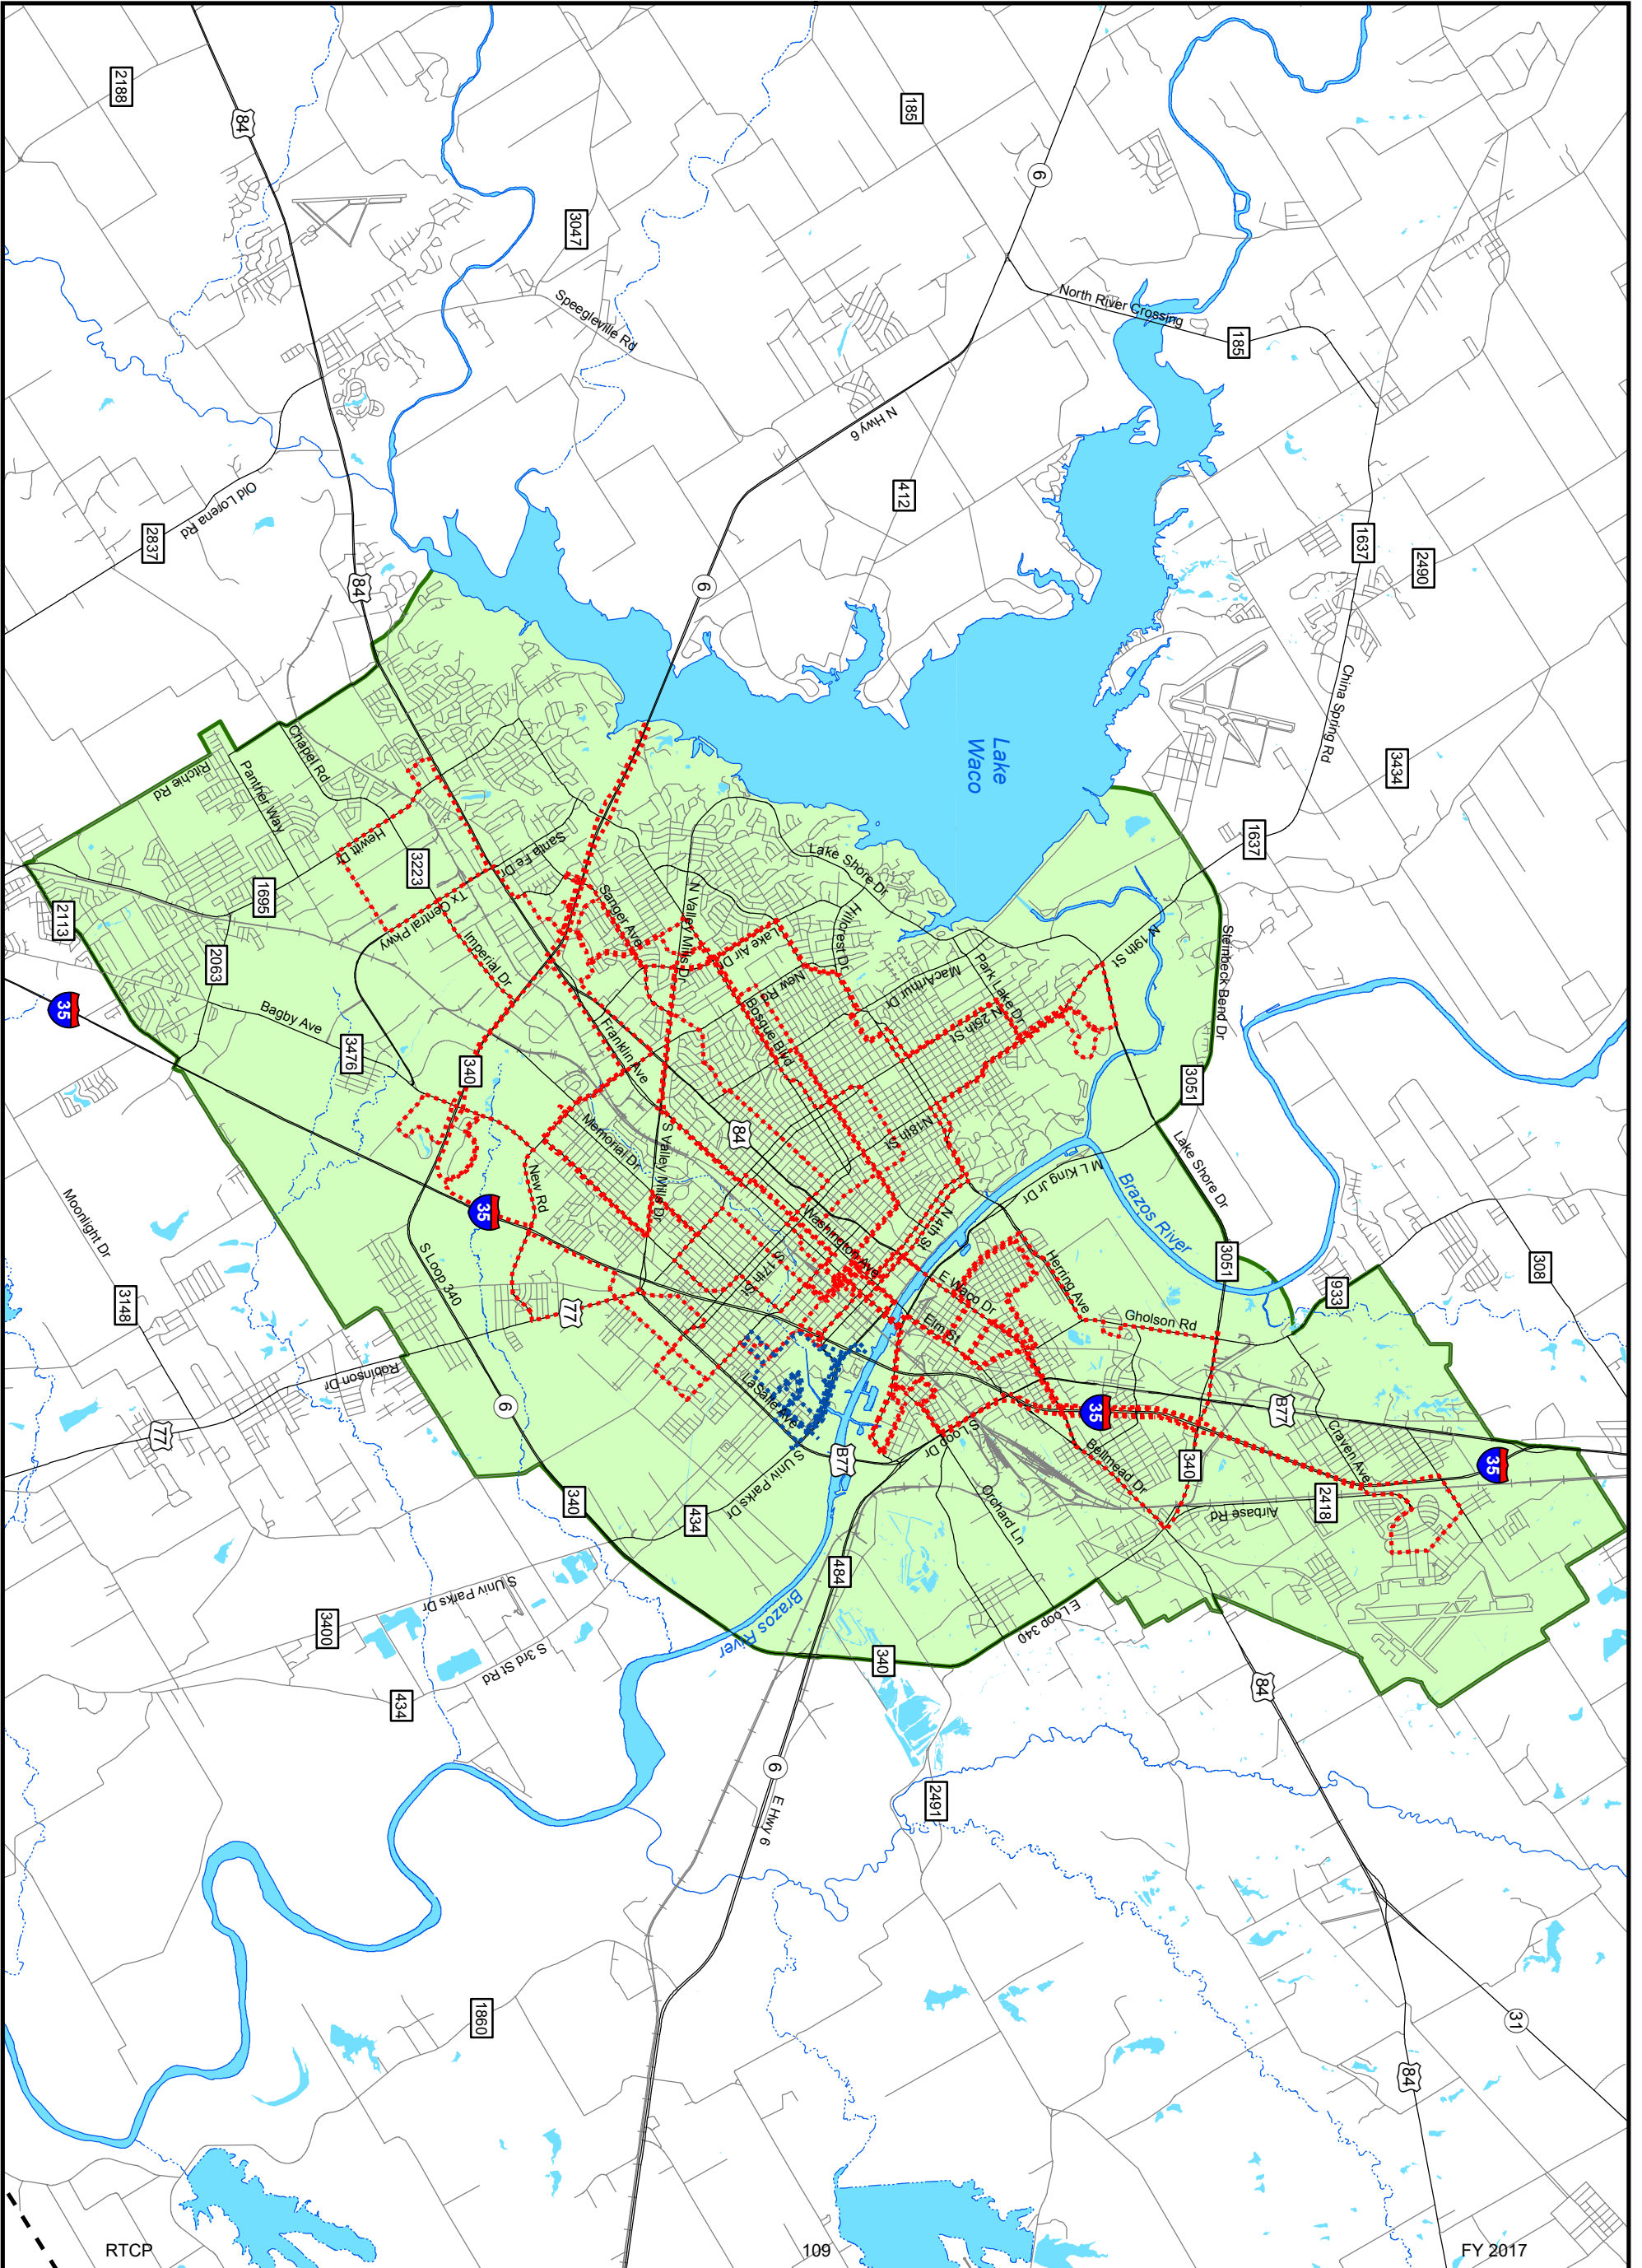 2188
84
185
6
3047
Speegleville Rd
North River Crossing
185
N Hwy 6
412
Old Lorena Rd
2837
84
6
1637
2490
China Spring Rd
3434
1637
Lake
Waco
Chapel Rd
Ritchie Rd
Panther Way
Hewitt Dr
3223
1695
2113
2063
Tx Central Pkwy
Imperial Dr
Santa Fe Dr
Sanger Ave
N Valley Mills Dr
Lake Shore Dr
Hillcrest Dr
Lake Air Dr
New Rd
MacArthur Dr
Park Lake Dr
N 19th St
N 25th St
Steinbeck Bend Dr
Bosque Blvd
Franklin Ave
35
Bagby Ave
3476
340
3051
84
N 18th St
Memorial Dr
S Valley Mills Dr
New Rd
35
M L King Jr Dr
Lake Shore Dr
Brazos River
N 4th St
Washington Ave
S 17th St
Herring Ave
E Waco Dr
Elm St
3051
308
933
Gholson Rd
Moonlight Dr
3148
S Loop 340
77
Robinson Dr
77
6
LaSalle Ave
S Univ Parks Dr
B77
S Loop Dr
Orchard Ln
Bellmead Dr
35
B77
340
Craven Ave
35
2418
Airbase Rd
340
434
484
S Univ Parks Dr
3400
S 3rd St Rd
434
Brazos River
E Loop 340
340
84
6
E Hwy 6
2491
1860
31
84
RTCP
109
FY 2017